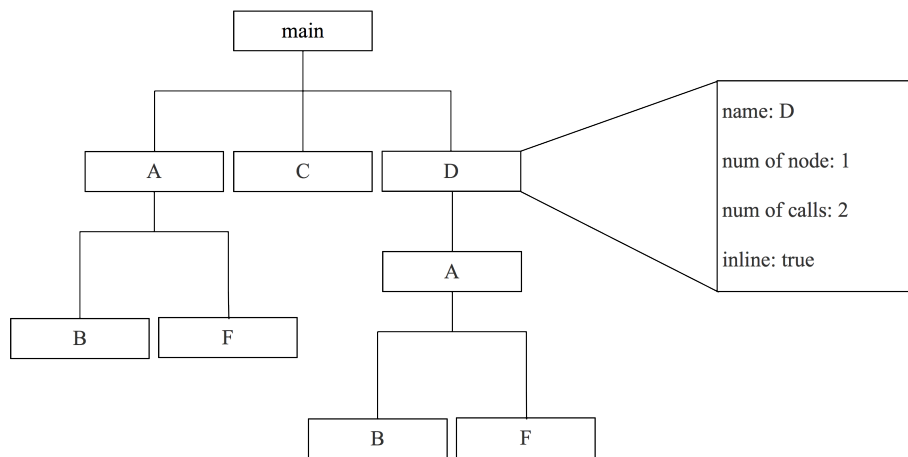 main
A
C
D
name: D
num of node: 1
num of calls: 2
inline: true
A
B
F
B
F